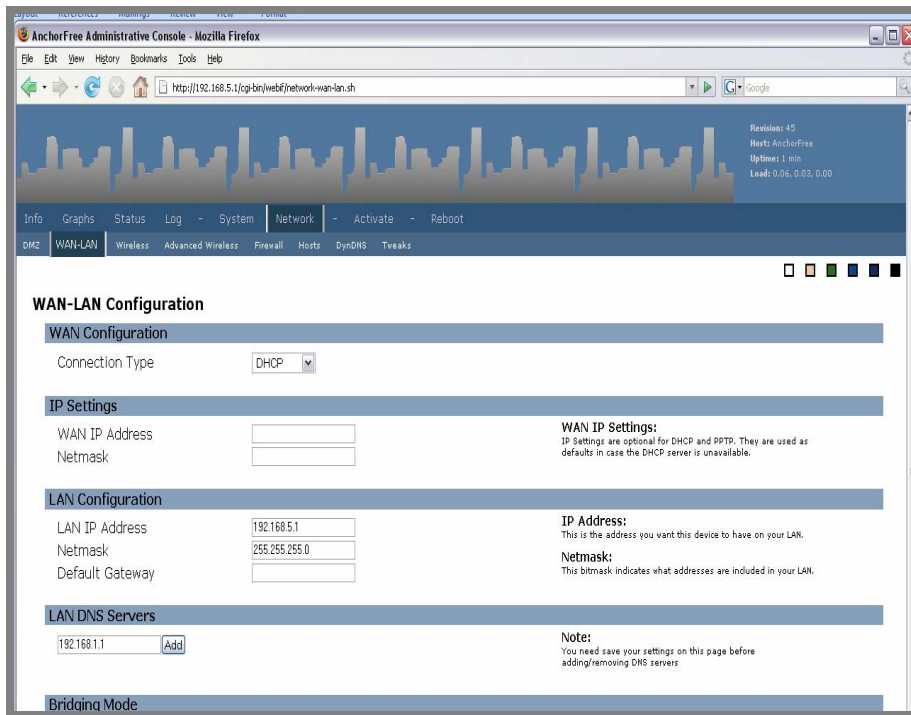 Layout References Mailings Review View Format
AnchorFree Administrative Console - Mozilla Firefox
File Edit View History Bookmarks Tools Help
http://192.168.5.1/cgi-bin/webif/network-wan-lan.sh
G Google
Revision: 45
Host: AnchorFree
Uptime: 1 min
Load: 0.06, 0.03, 0.00
Info Graphs Status Log - System Network - Activate - Reboot
DMZ WAN-LAN Wireless Advanced Wireless Firewall Hosts DynDNS Tweaks
WAN-LAN Configuration
WAN Configuration
Connection Type DHCP
IP Settings
WAN IP Address
Netmask
WAN IP Settings:
IP Settings are optional for DHCP and PPTP. They are used as
defaults in case the DHCP server is unavailable.
LAN Configuration
LAN IP Address 192.168.5.1
Netmask 255.255.255.0
Default Gateway
IP Address:
This is the address you want this device to have on your LAN.
Netmask:
This bitmask indicates what addresses are included in your LAN.
LAN DNS Servers
192.168.1.1 Add
Note:
You need save your settings on this page before
adding/removing DNS servers
Bridging Mode